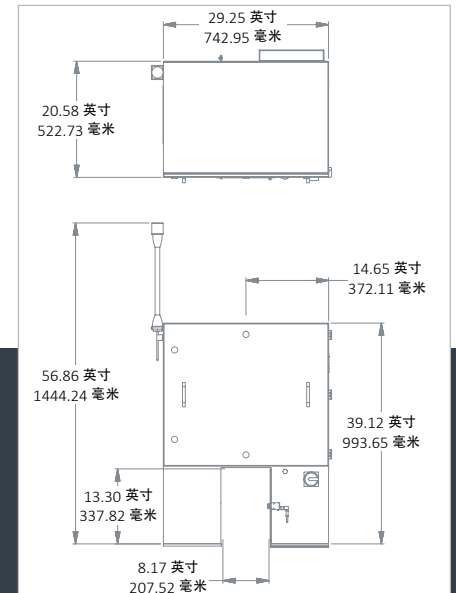 29.25 英寸
742.95 毫米
20.58 英寸
522.73 毫米
14.65 英寸
372.11 毫米
56.86 英寸
1444.24 毫米
39.12 英寸
993.65 毫米
13.30 英寸
337.82 毫米
8.17 英寸
207.52 毫米